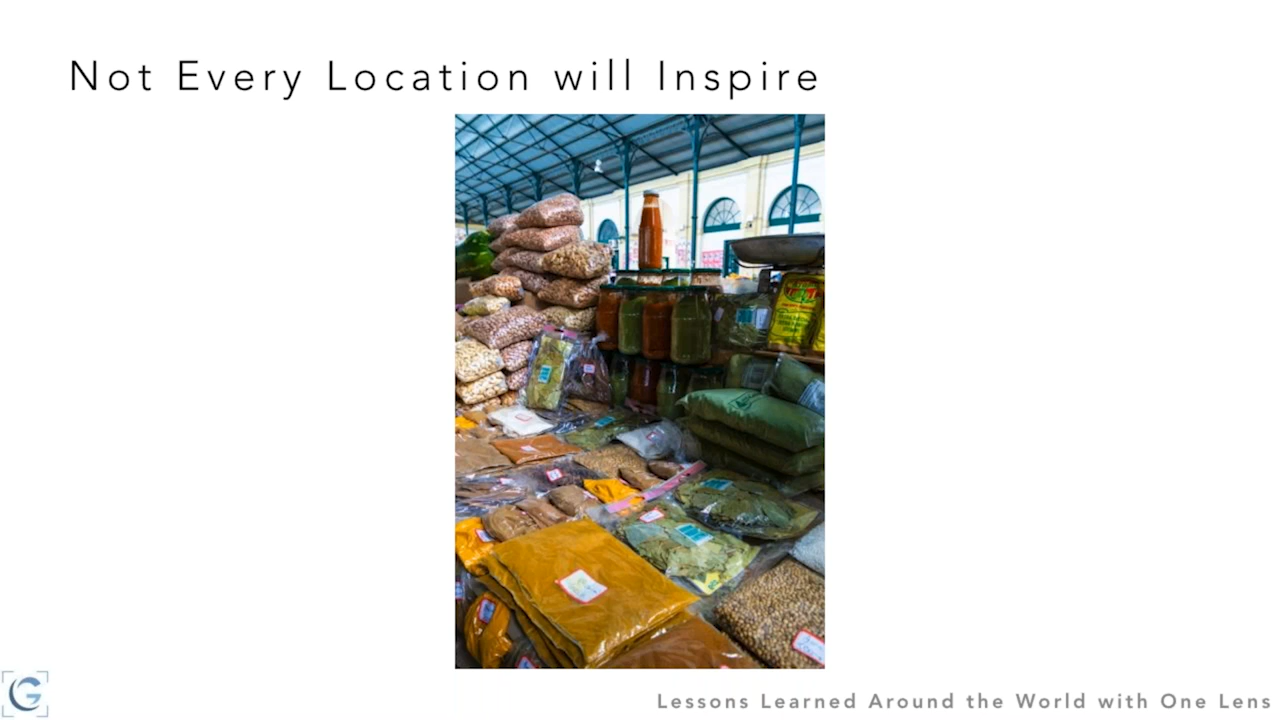 Not Every Location will Inspire
Lessons Learned Around the World with One Lens